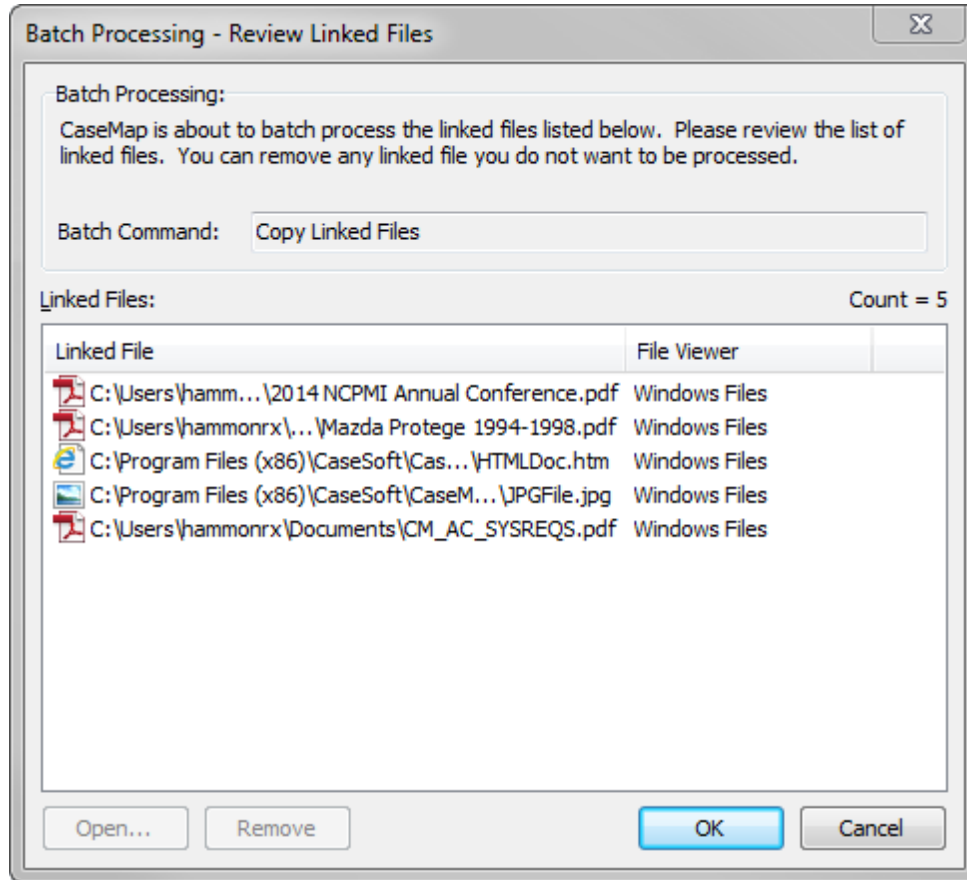 Batch Processing - Review Linked Files
Batch Processing:
CaseMap is about to batch process the linked files listed below.  Please review the list of
linked files.  You can remove any linked file you do not want to be processed.
Batch Command: Copy Linked Files
Linked Files: Count = 5
Linked File File Viewer
C:\Users\hamm...\2014 NCPMI Annual Conference.pdf Windows Files
C:\Users\hammonrx\...\Mazda Protege 1994-1998.pdf Windows Files
C:\Program Files (x86)\CaseSoft\Cas...\HTMLDoc.htm Windows Files
C:\Program Files (x86)\CaseSoft\CaseM...\JPGFile.jpg Windows Files
C:\Users\hammonrx\Documents\CM_AC_SYSREQS.pdf Windows Files
Open... Remove OK Cancel